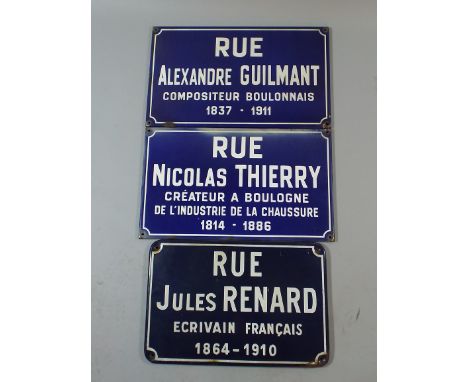 RUE
ALEXANDRE GUILMANT
COMPOSITEUR BOULONNAIS
1837 - 1911
RUE
NICOLAS THIERRY
CRÉATEUR A BOULOGNE
DE L'INDUSTRIE DE LA CHAUSSURE
1814 - 1886
RUE
JULES RENARD
ECRIVAIN FRANÇAIS
1864-1910